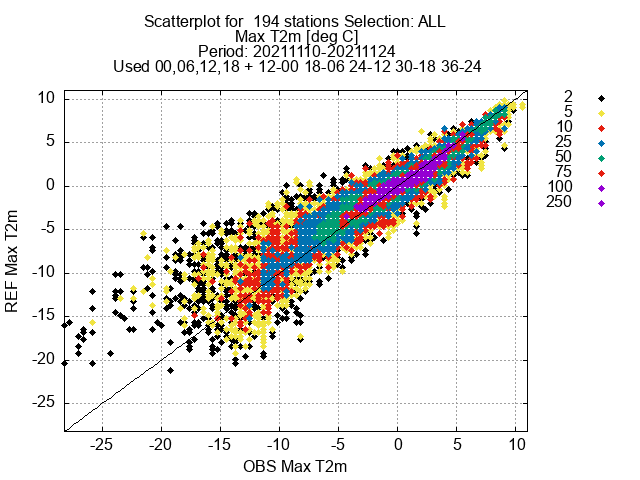 Scatterplot for  194 stations Selection: ALL
Max T2m [deg C]
Period: 20211110-20211124
Used 00,06,12,18 + 12-00 18-06 24-12 30-18 36-24
10
5
0
-5
-10
-15
-20
-25
REF Max T2m
2
5
10
25
50
75
100
250
-25 -20 -15 -10 -5 0 5 10
OBS Max T2m